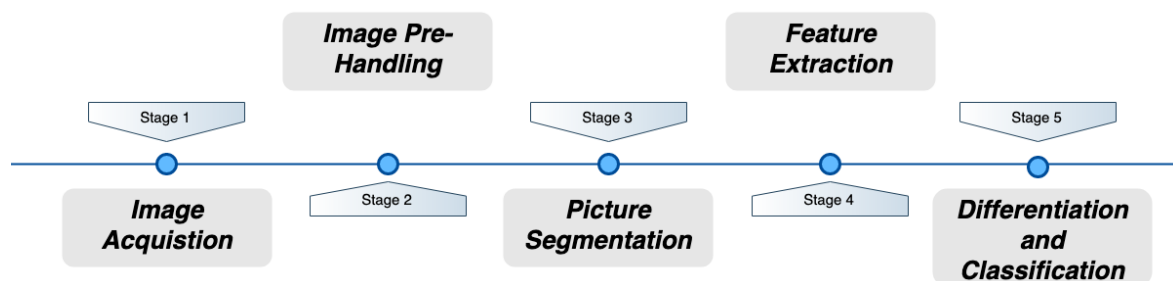 Image Pre-
Handling
Feature
Extraction
Stage 1
Stage 3
Stage 5
Stage 2
Stage 4
Image
Acquistion
Picture
Segmentation
Differentiation
and
Classification